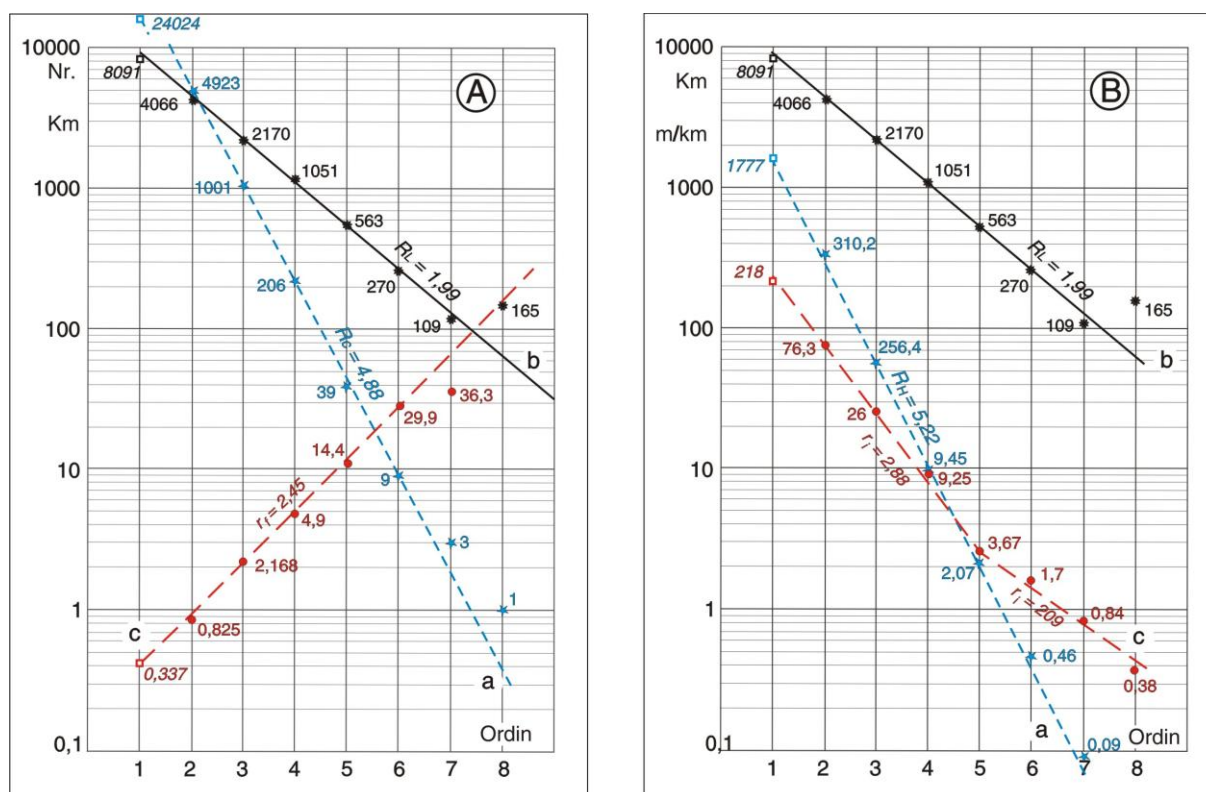 24024
10000
Nr.
8091
4923
A
4066
Km
2170
1000
1001
1051
206
563
270
RL = 1,99
165
100
109
b
Rc = 4,88
39
36,3
29,9
14,4
10
9
rf = 2,45
4,9
3
2,168
1
1
c
0,825
0,337
a
Ordin
0,1
1 2 3 4 5 6 7 8
10000
Km
8091
B
4066
m/km
2170
1777
1000
1051
310,2
563
218
270
RL = 1,99
165
100
109
76,3
256,4
b
26
RH = 5,22
ri = 2,88
9,45
10
9,25
3,67
2,07
1,7
ri = 209
0,84
1
c
0,46
0,38
a
Ordin
0,1
0,09
1 2 3 4 5 6 7 8